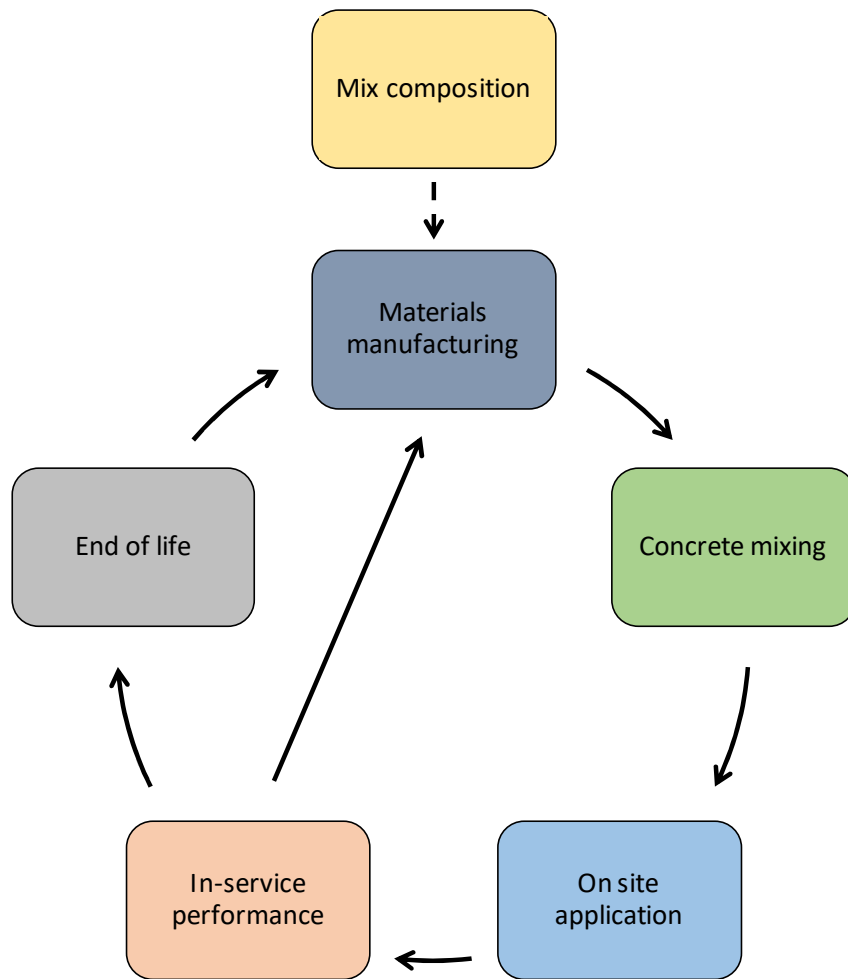 Mix composition
Materials
manufacturing
End of life
Concrete mixing
In-service
performance
On site
application